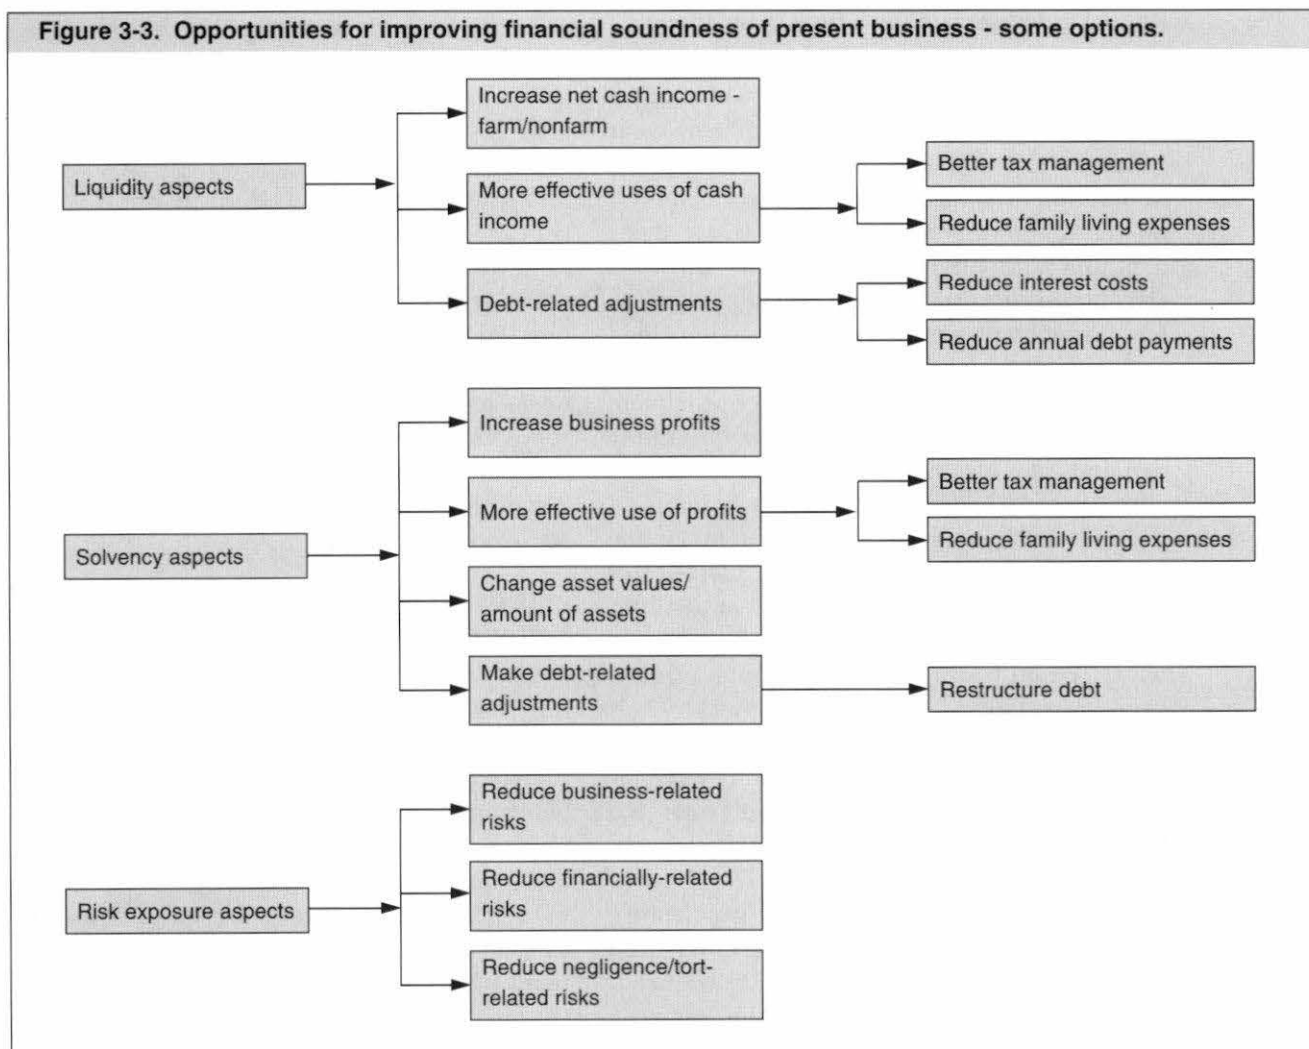 Figure 3-3. Opportunities for improving financial soundness of present business - some options.
Liquidity aspects
Increase net cash income -
farm/nonfarm
More effective uses of cash
income
Better tax management
Reduce family living expenses
Debt-related adjustments
Reduce interest costs
Reduce annual debt payments
Solvency aspects
Increase business profits
More effective use of profits
Better tax management
Reduce family living expenses
Change asset values/
amount of assets
Make debt-related
adjustments
Restructure debt
Risk exposure aspects
Reduce business-related
risks
Reduce financially-related
risks
Reduce negligence/tort-
related risks